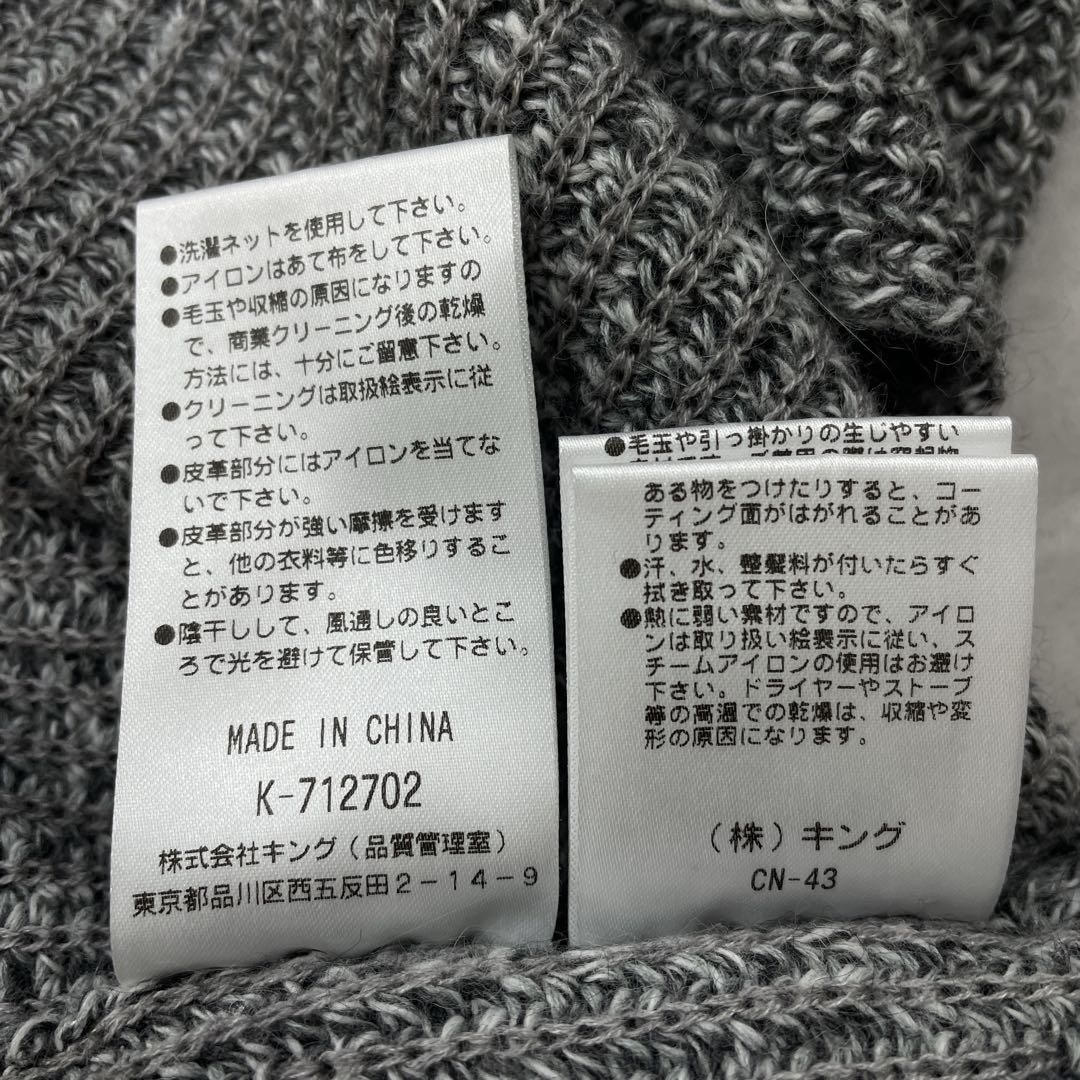 ●洗濯ネットを使用して下さい。
●アイロンはあて布をして下さい。
●毛玉や収縮の原因になりますの
で、商業クリーニング後の乾燥
方法には、十分にご留意下さい。
●クリーニングは取扱絵表示に従
って下さい。
●皮革部分にはアイロンを当てな
いで下さい。
●皮革部分が強い摩擦を受けます
と、他の衣料等に色移りするこ
とがあります。
●陰干しして、風通しの良いとこ
ろで光を避けて保管して下さい。
MADE IN CHINA
K-712702
株式会社キング(品質管理室)
東京都品川区西五反田2-14-9
●毛玉や引っ掛かりの生じやすい
ある物をつけたりすると、コー
ティング面がはがれることがあ
ります。
●汗、水、整髪料が付いたらすぐ
拭き取って下さい。
●熱に弱い素材ですので、アイロ
ンは取り扱い絵表示に従い、ス
チームアイロンの使用はお避け
下さい。ドライヤーやストーブ
等の高温での乾燥は、収縮や変
形の原因になります。
(株)キング
CN-43